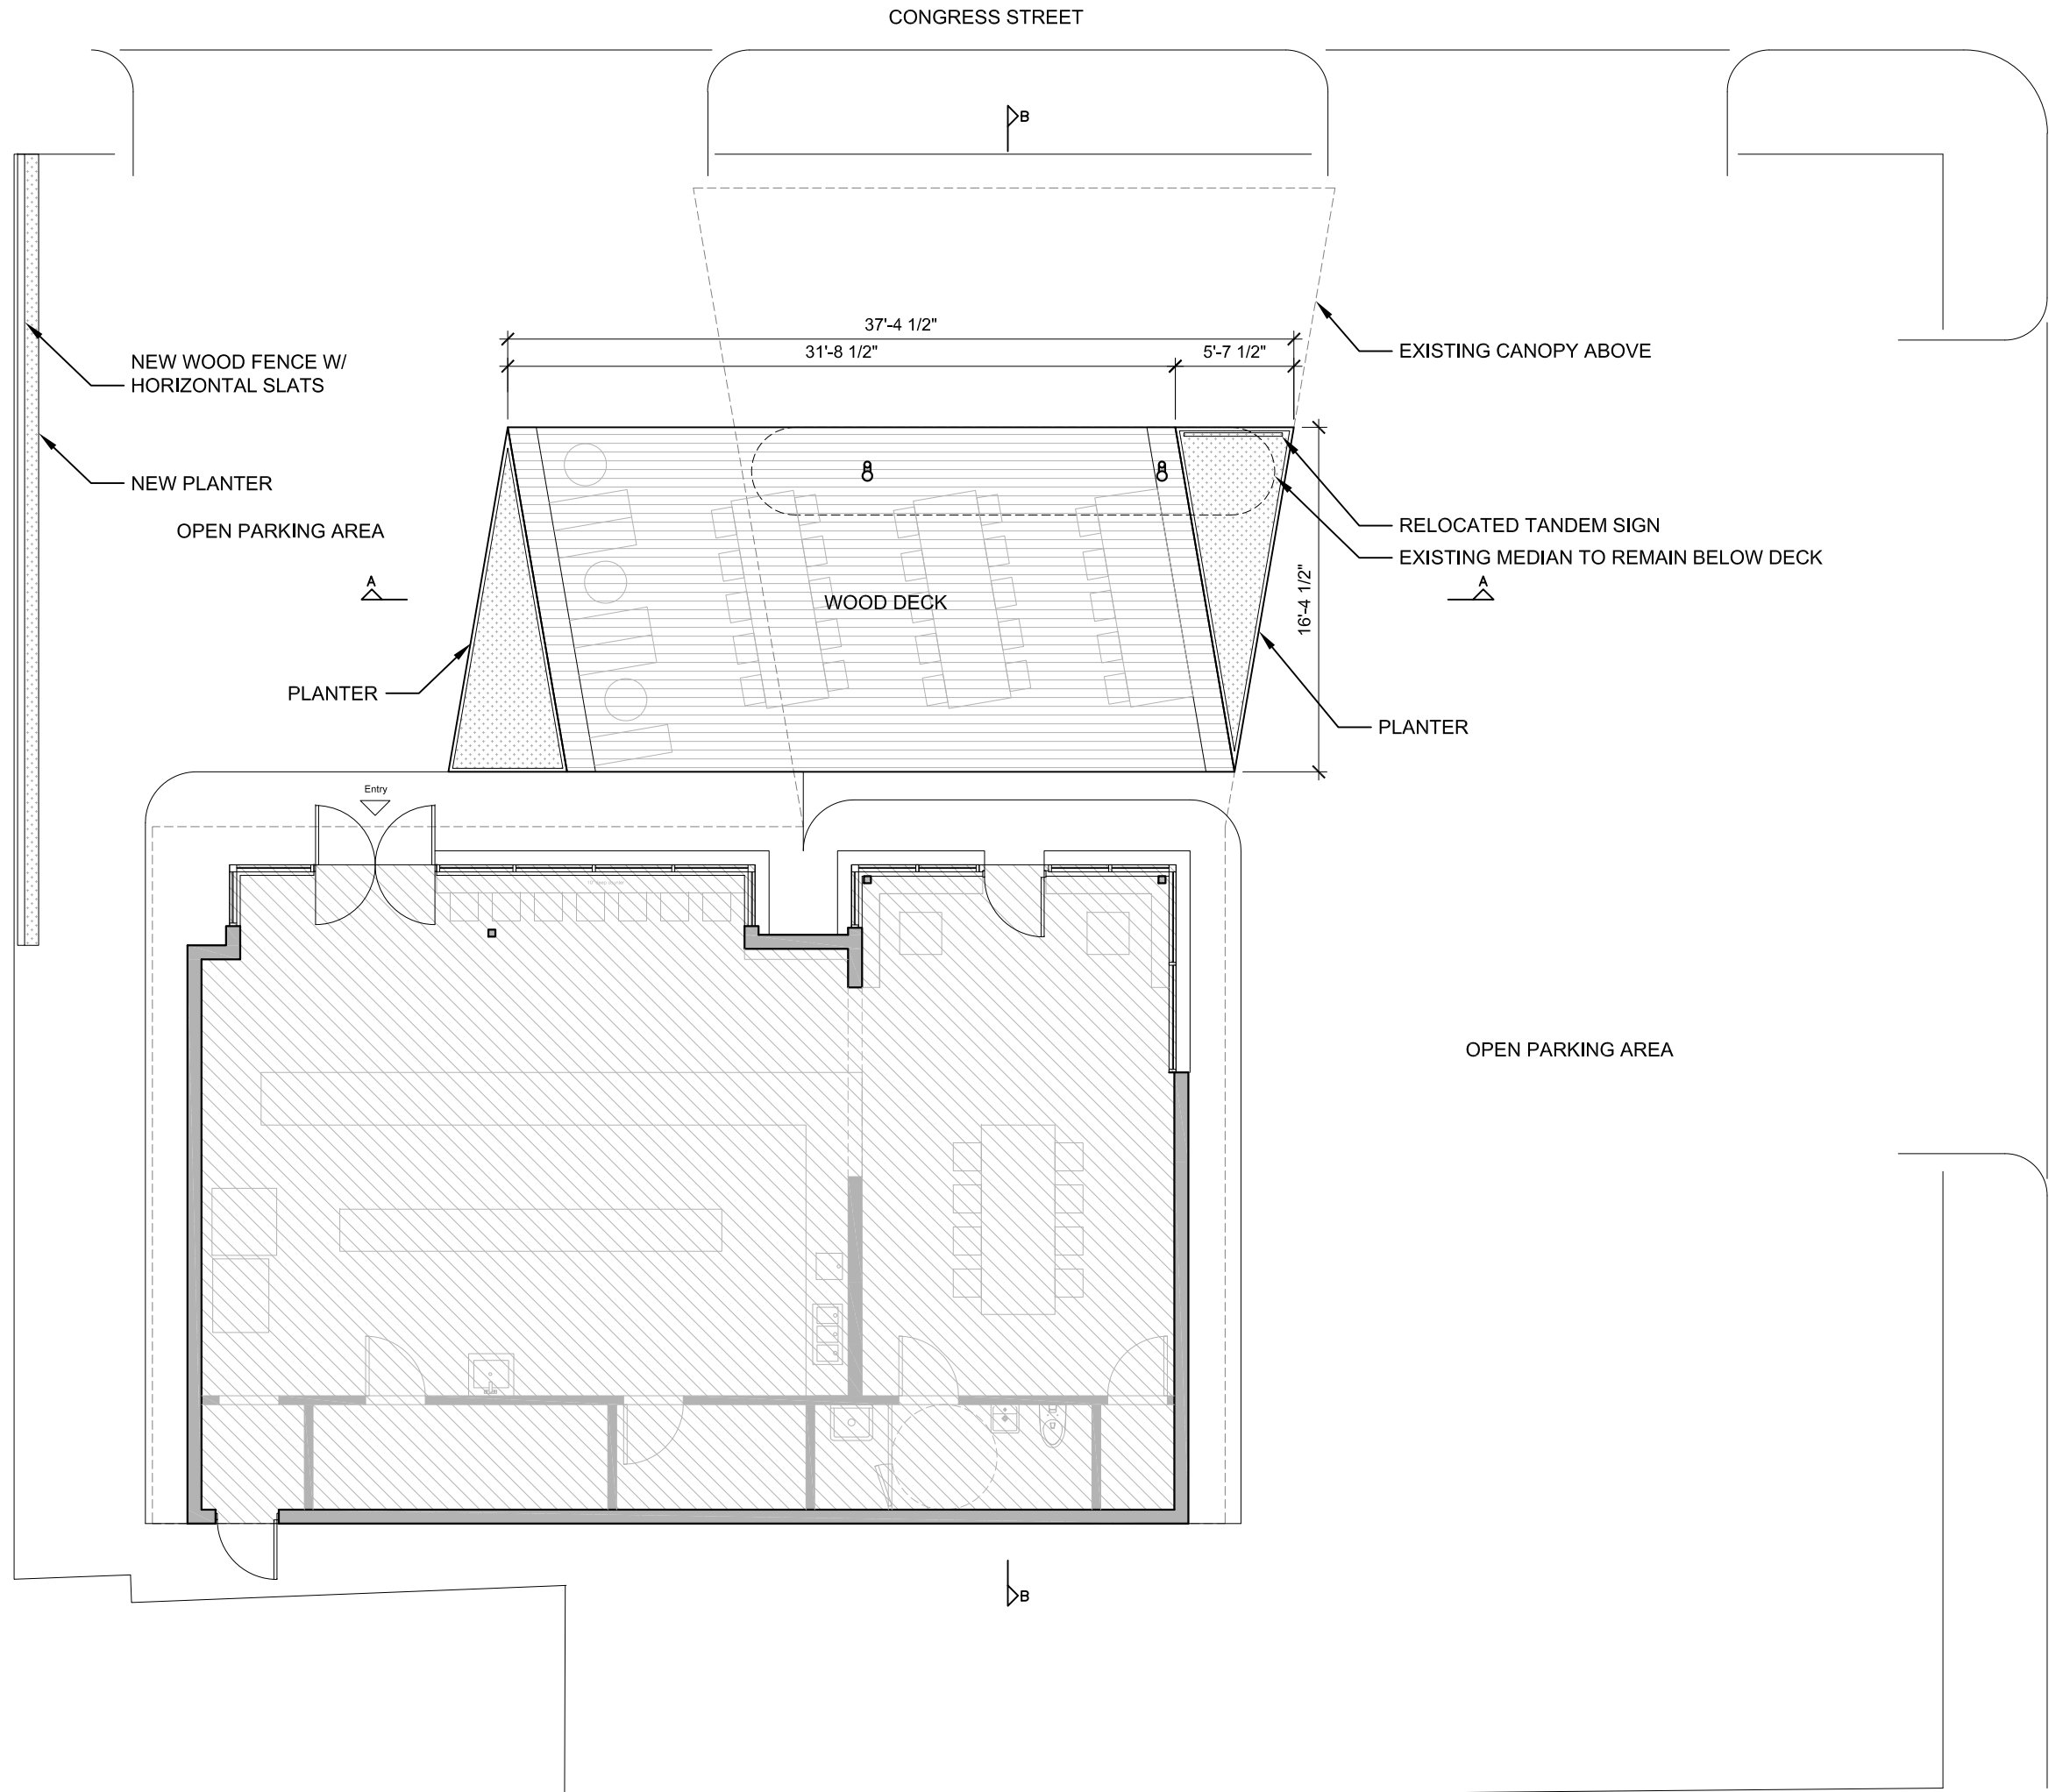 CONGRESS STREET
B
37'-4 1/2"
31'-8 1/2"
5'-7 1/2"
EXISTING CANOPY ABOVE
NEW WOOD FENCE W/
HORIZONTAL SLATS
NEW PLANTER
OPEN PARKING AREA
RELOCATED TANDEM SIGN
EXISTING MEDIAN TO REMAIN BELOW DECK
A
A
16'-4 1/2"
WOOD DECK
PLANTER
PLANTER
Entry
OPEN PARKING AREA
B